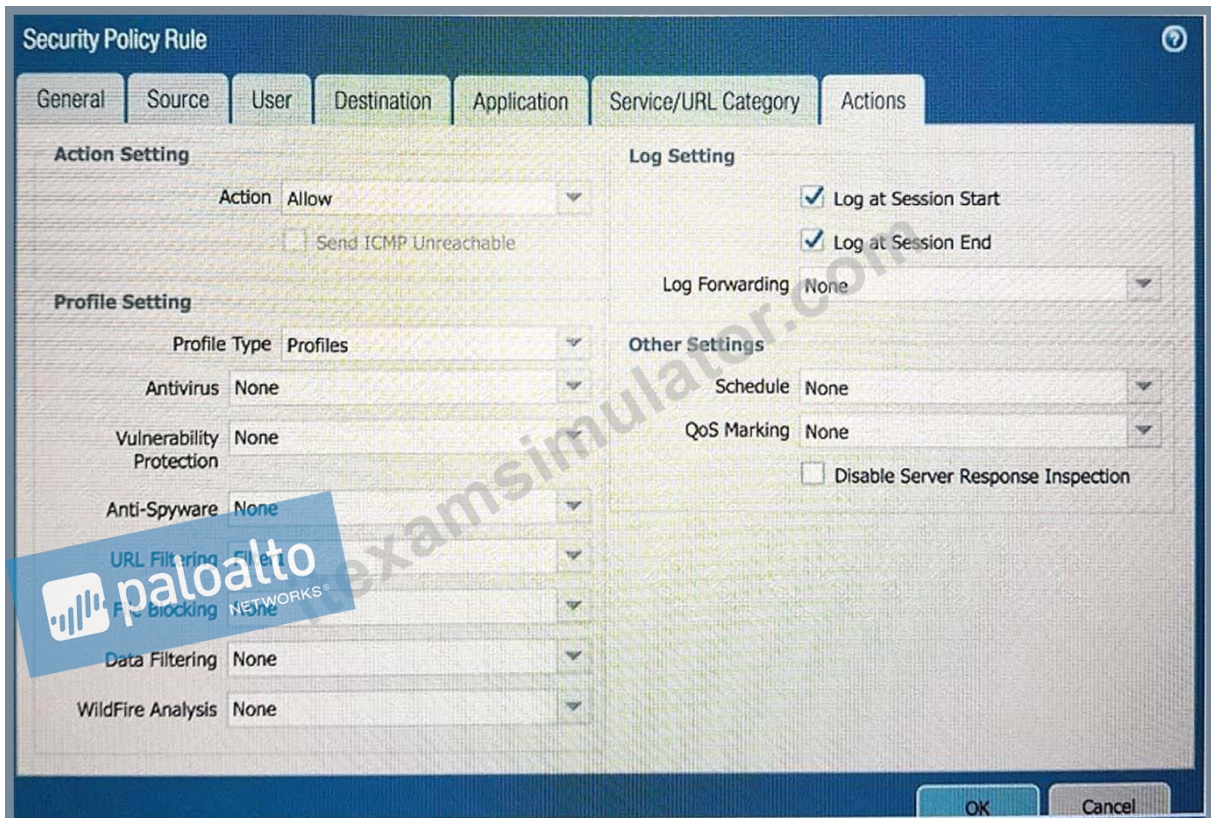 Security Policy Rule
General Source User Destination Application Service/URL Category Actions
Action Setting
Action Allow
Send ICMP Unreachable
Profile Setting
Profile Type Profiles
Antivirus None
Vulnerability Protection None
Anti-Spyware None
URL Filtering
Blocking None
Data Filtering None
WildFire Analysis None
Log Setting
Log at Session Start
Log at Session End
Log Forwarding None
Other Settings
Schedule None
QoS Marking None
Disable Server Response Inspection
OK Cancel
paloalto
NETWORKS®
itexamsimulator.com